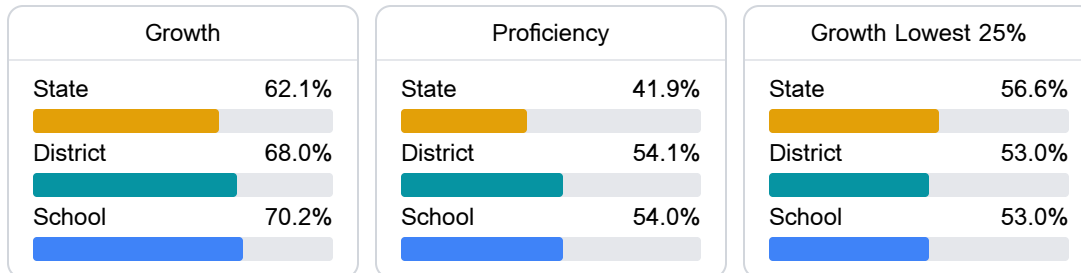 Growth
State 62.1%
District 68.0%
School 70.2%
Proficiency
State 41.9%
District 54.1%
School 54.0%
Growth Lowest 25%
State 56.6%
District 53.0%
School 53.0%